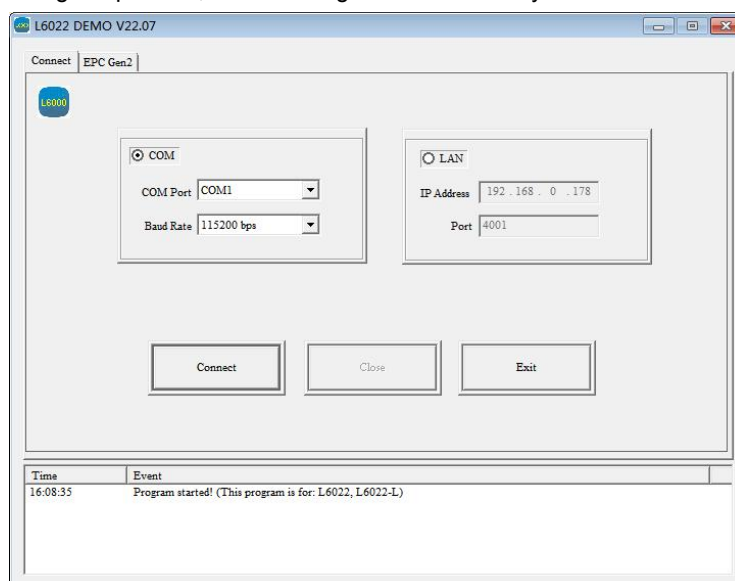 L6022 DEMO V22.07
Connect EPC Gen2
L6000
COM
COM Port COM1
Baud Rate 115200 bps
LAN
IP Address 192 . 168 . 0 . 178
Port 4001
Connect Close Exit
Time Event
16:08:35 Program started! (This program is for: L6022, L6022-L)